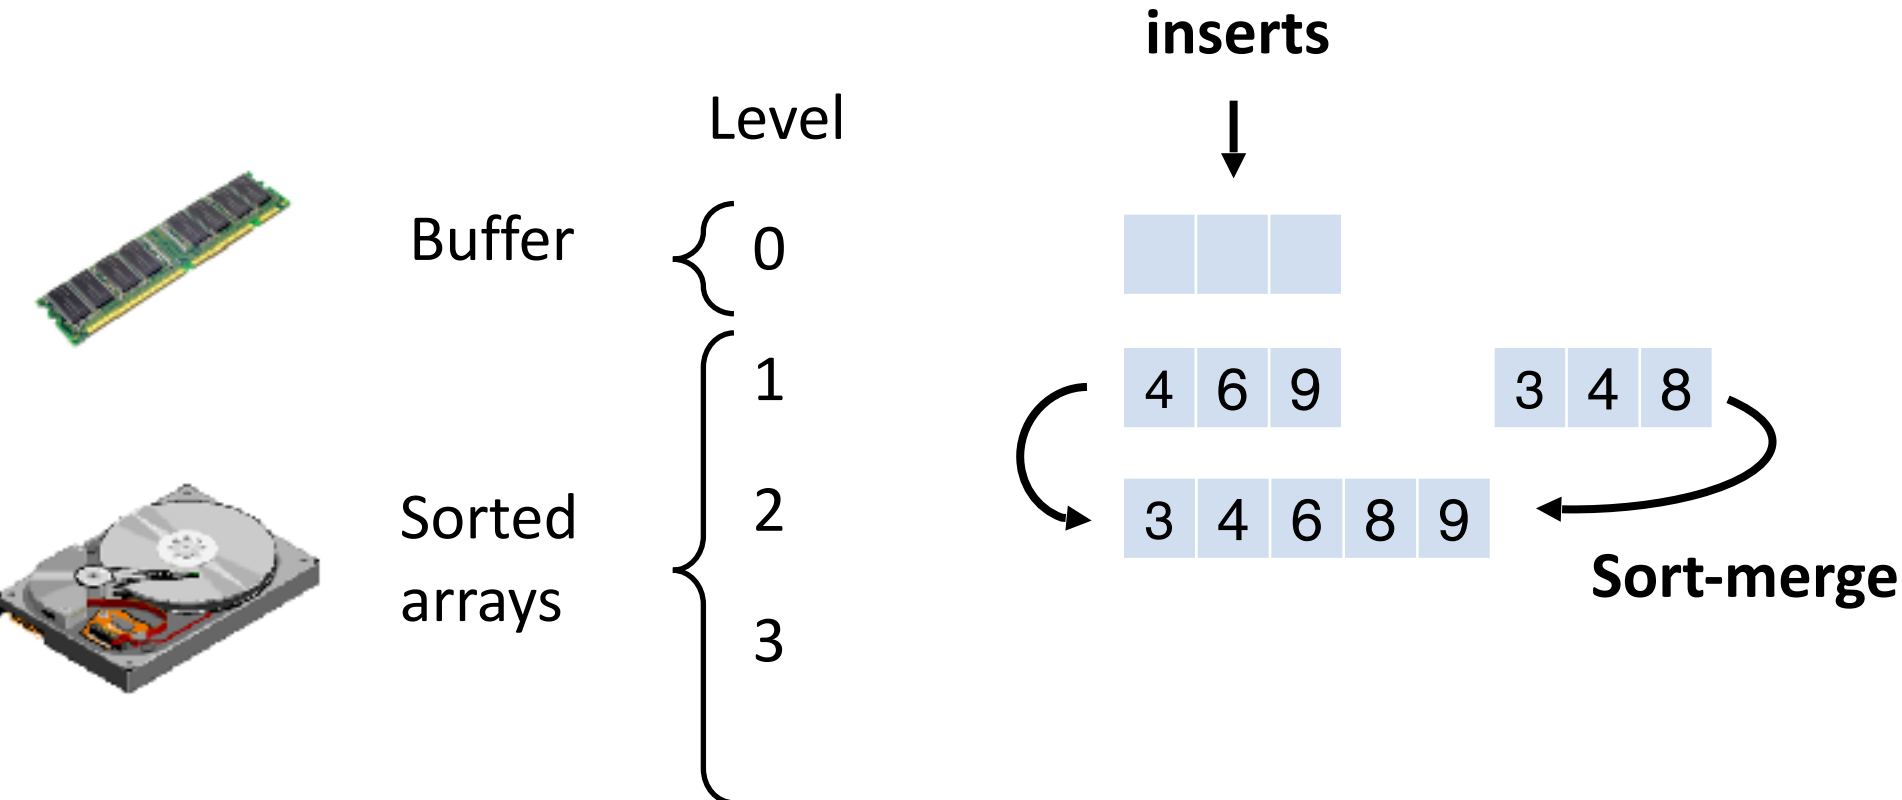 inserts
Level
Buffer
0
1
4 6 9
3 4 8
Sorted
arrays
2
3 4 6 8 9
Sort-merge
3